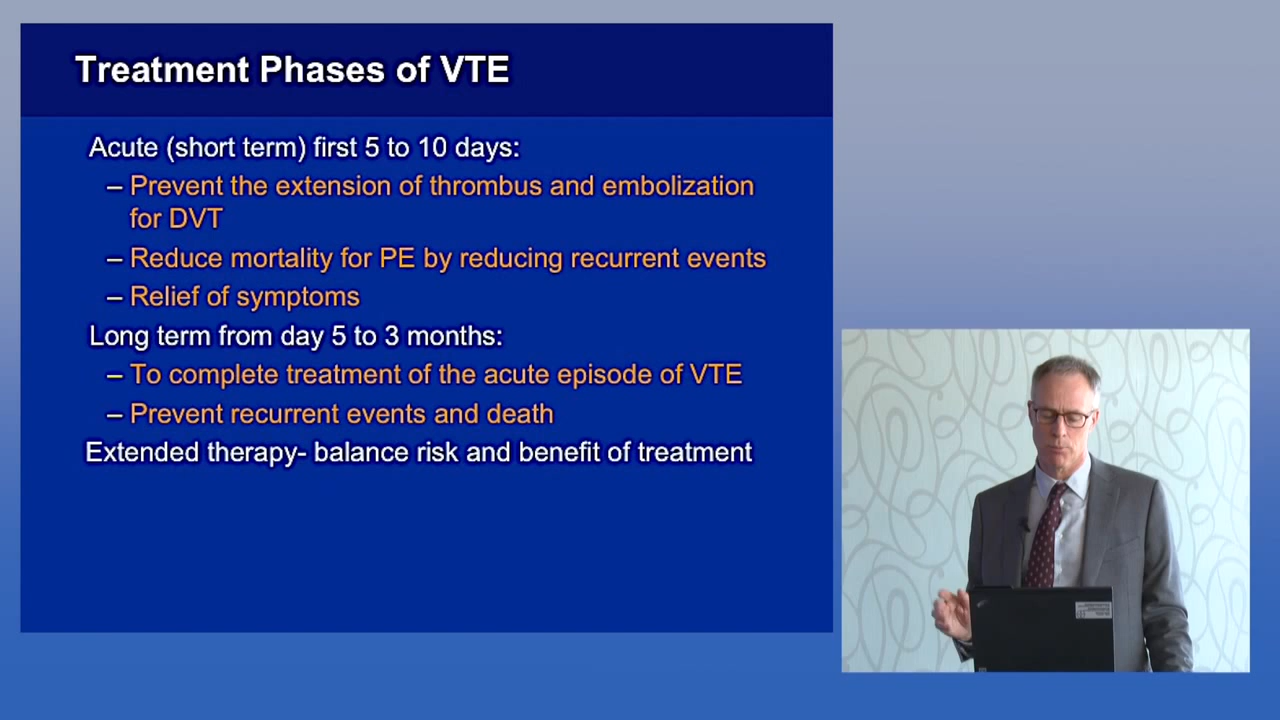 Treatment Phases of VTE
Acute (short term) first 5 to 10 days:
– Prevent the extension of thrombus and embolization
for DVT
– Reduce mortality for PE by reducing recurrent events
– Relief of symptoms
Long term from day 5 to 3 months:
– To complete treatment of the acute episode of VTE
– Prevent recurrent events and death
Extended therapy- balance risk and benefit of treatment